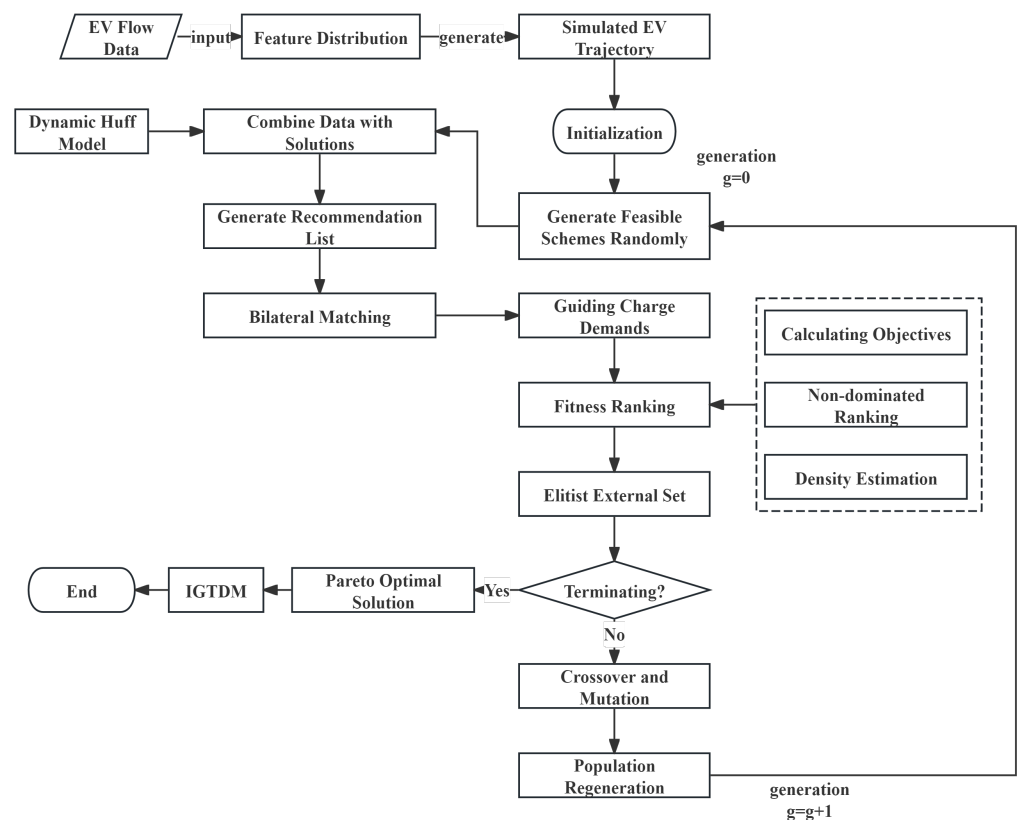 EV Flow
Data
input
Feature Distribution
generate
Simulated EV
Trajectory
Dynamic Huff
Model
Combine Data with
Solutions
Initialization
generation
g=0
Generate Recommendation
List
Generate Feasible
Schemes Randomly
Bilateral Matching
Guiding Charge
Demands
Calculating Objectives
Fitness Ranking
Non-dominated
Ranking
Elitist External Set
Density Estimation
End
IGTDM
Pareto Optimal
Solution
Yes
Terminating?
No
Crossover and
Mutation
Population
Regeneration
generation
g=g+1